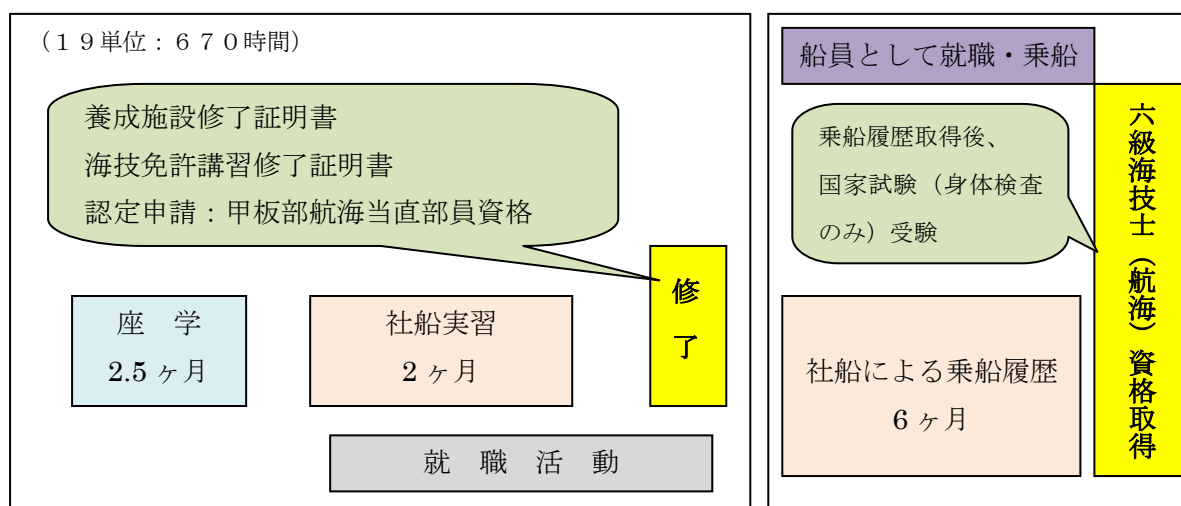 （１９単位：６７０時間）
養成施設修了証明書
海技免許講習修了証明書
認定申請：甲板部航海当直部員資格
修了
座　学
2.5 ヶ月
社船実習
2 ヶ月
就　職　活　動
船員として就職・乗船
乗船履歴取得後、
国家試験（身体検査
のみ）受験
社船による乗船履歴
6 ヶ月
六級海技士（航海）資格取得